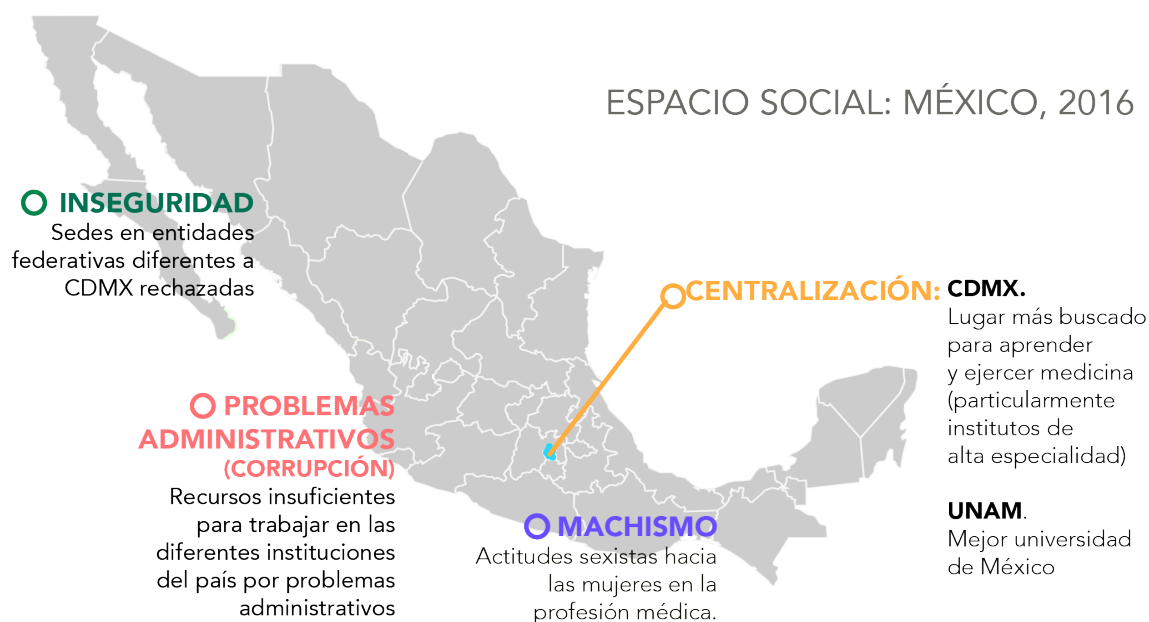 ESPACIO SOCIAL: MÉXICO, 2016
INSEGURIDAD
Sedes en entidades
federativas diferentes a
CDMX rechazadas
CENTRALIZACIÓN: CDMX.
Lugar más buscado
para aprender
y ejercer medicina
(particularmente
institutos de
alta especialidad)
UNAM.
Mejor universidad
de México
PROBLEMAS
ADMINISTRATIVOS
(CORRUPCIÓN)
Recursos insuficientes
para trabajar en las
diferentes instituciones
del país por problemas
administrativos
MACHISMO
Actitudes sexistas hacia
las mujeres en la
profesión médica.